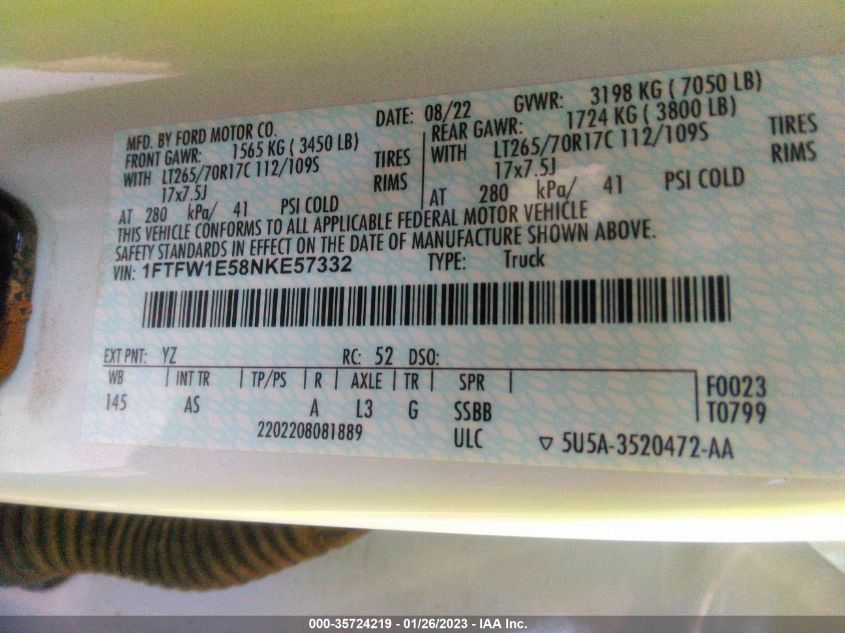 MFD. BY FORD MOTOR CO.
DATE: 08/22 GVWR: 3198 KG ( 7050 LB)
FRONT GAWR: 1565 KG ( 3450 LB)
WITH LT265/70R17C 112/109S TIRES
17x7.5J RIMS
AT 280 kPa/ 41 PSI COLD
REAR GAWR: 1724 KG ( 3800 LB)
WITH LT265/70R17C 112/109S TIRES
17x7.5J RIMS
AT 280 kPa/ 41 PSI COLD
THIS VEHICLE CONFORMS TO ALL APPLICABLE FEDERAL MOTOR VEHICLE
SAFETY STANDARDS IN EFFECT ON THE DATE OF MANUFACTURE SHOWN ABOVE.
VIN: 1FTFW1E58NKE57332 TYPE: Truck
EXT PNT: YZ RC: 52 DSO:
WB INT TR TP/PS R AXLE TR SPR F0023
145 AS A L3 G SSBB T0799
2202208081889 ULC ▽ 5U5A-3520472-AA
000-35724219 - 01/26/2023 - IAA Inc.